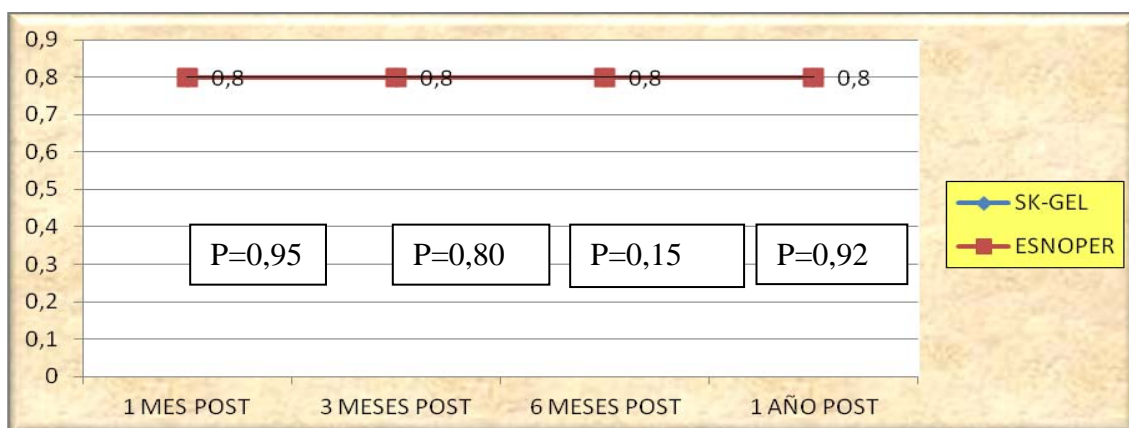 0,9
0,8
0,7
0,6
0,5
0,4
0,3
0,2
0,1
0
0,8 0,8 0,8 0,8
P=0,95 P=0,80 P=0,15 P=0,92
1 MES POST 3 MESES POST 6 MESES POST 1 AÑO POST
SK-GEL
ESNOPER